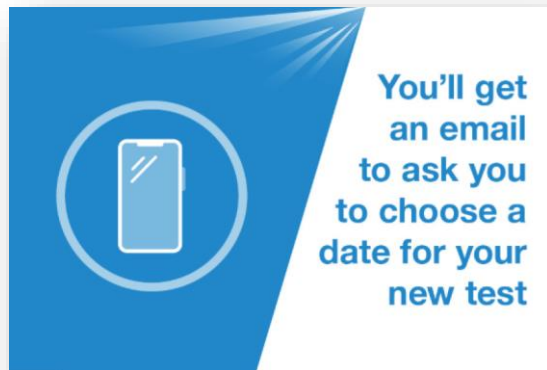 You'll get
an email
to ask you
to choose a
date for your
new test